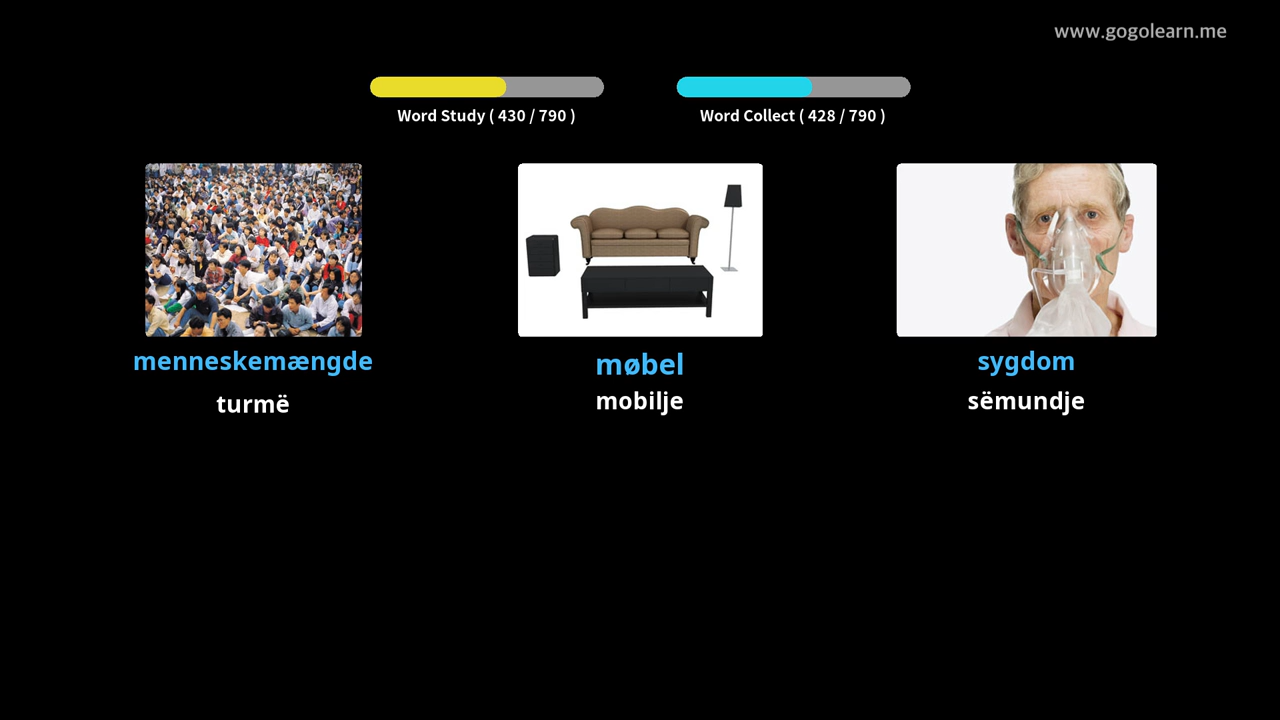 www.gogolearn.me
Word Study ( 430 / 790 )
Word Collect ( 428 / 790 )
menneskemængde
møbel
sygdom
turmë
mobilje
sëmundje